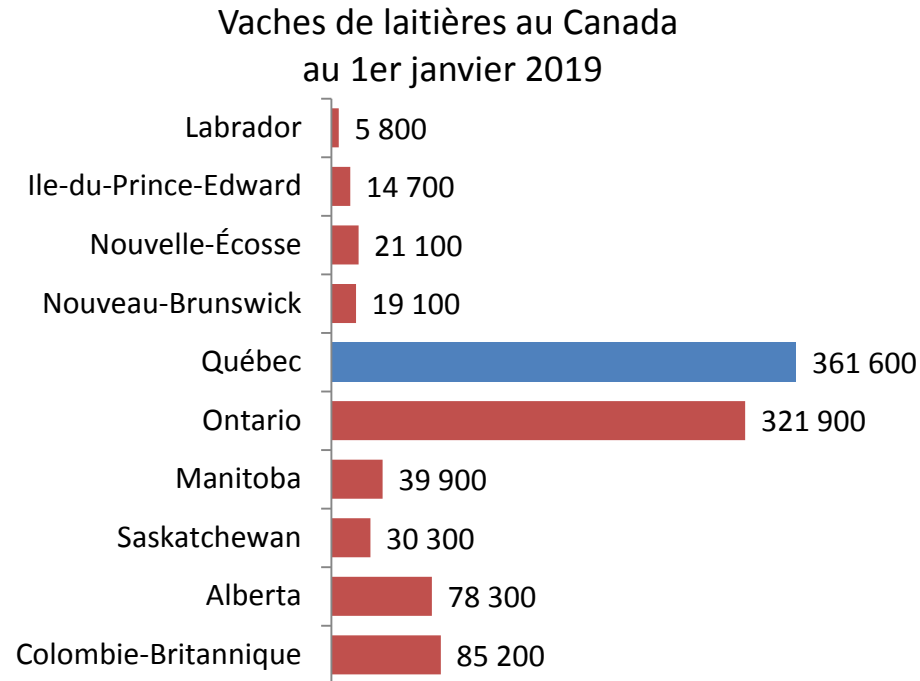 Vaches de laitières au Canada
au 1er janvier 2019
Labrador 5 800
Ile-du-Prince-Edward 14 700
Nouvelle-Écosse 21 100
Nouveau-Brunswick 19 100
Québec 361 600
Ontario 321 900
Manitoba 39 900
Saskatchewan 30 300
Alberta 78 300
Colombie-Britannique 85 200